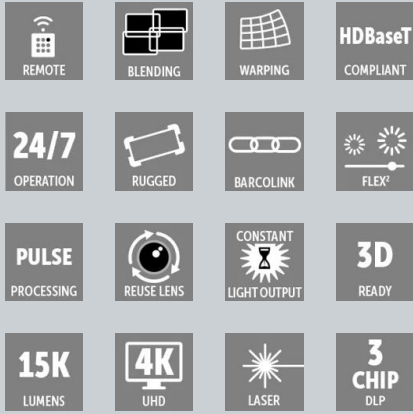 REMOTE
BLENDING
WARPING
HDBaseT
COMPLIANT
24/7
OPERATION
RUGGED
BARCOLINK
FLEX²
PULSE
PROCESSING
REUSE LENS
CONSTANT
LIGHT OUTPUT
3D
READY
15K
LUMENS
4K
UHD
LASER
3
CHIP
DLP